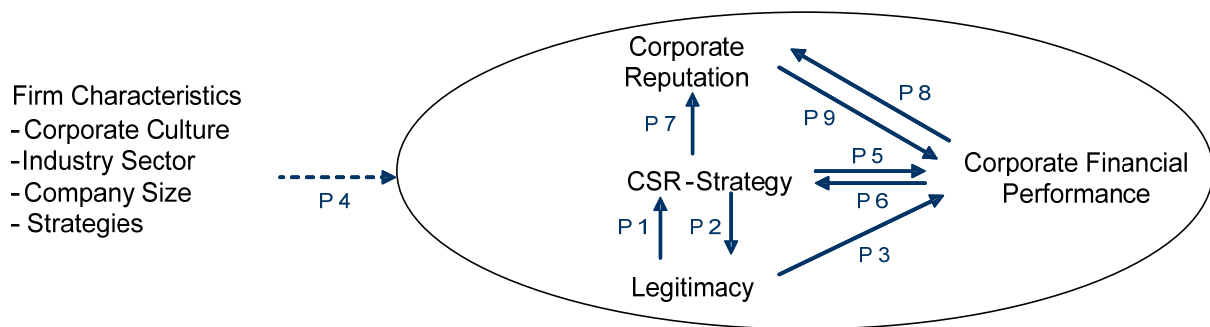 Firm Characteristics
-Corporate Culture
-Industry Sector
-Company Size
- Strategies
P 4
Corporate
Reputation
P 8
P 9
P 7
P 5
CSR-Strategy
Corporate Financial
Performance
P 6
P 1
P 2
P 3
Legitimacy